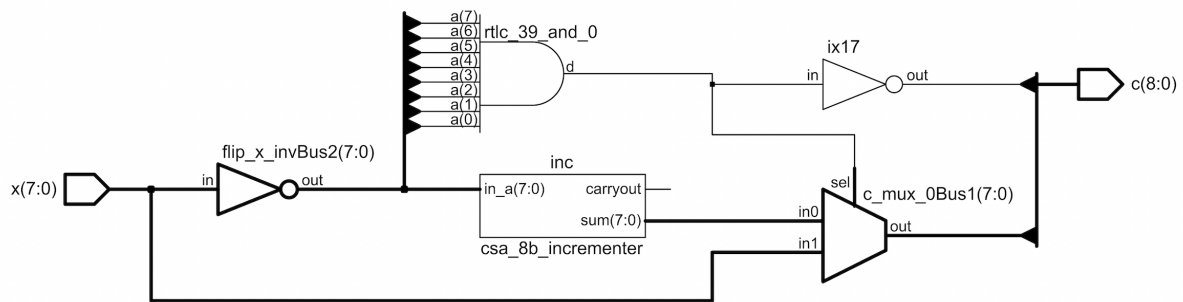 a(7)
a(6)
a(5)
a(4)
a(3)
a(2)
a(1)
a(0)
rtlc_39_and_0
d
ix17
in
out
c(8:0)
flip_x_invBus2(7:0)
x(7:0)
in
out
inc
in_a(7:0)
carryout
sum(7:0)
csa_8b_incrementer
sel
c_mux_0Bus1(7:0)
in0
in1
out